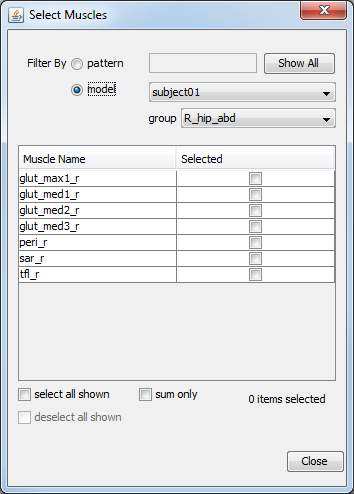 Select Muscles
Filter By pattern Show All
model subject01
group R_hip_abd
Muscle Name Selected
glut_max1_r
glut_med1_r
glut_med2_r
glut_med3_r
peri_r
sar_r
tfl_r
select all shown sum only 0 items selected
deselect all shown
Close